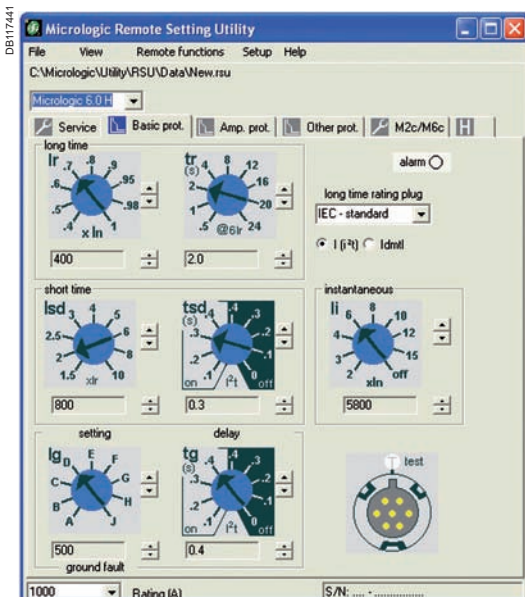 DB117441
Micrologic Remote Setting Utility
File View Remote functions Setup Help
C:\Micrologic\Utility\RSU\Data\New.rsu
Micrologic 6.0 H
Service Basic prot. Amp. prot. Other prot. M2c/M6c H
long time
Ir .4 .5 .6 .7 .8 .9 .95 .98 1 x In
400
tr (s) .5 1 2 4 8 12 16 20 24 @6Ir
2.0
alarm
long time rating plug
IEC - standard
I (i²t) Idmtl
short time
Isd 1.5 2 2.5 3 4 5 6 8 10 xIr
800
tsd (s) .1 .2 .3 .4 .4 .3 .2 .1 0 on I²t off
0.3
instantaneous
Ii 2 3 4 6 8 10 12 15 off xIn
5800
setting delay
Ig A B C D E F G H J
500
tg (s) .1 .2 .3 .4 .4 .3 .2 .1 0 on I²t off
0.4
ground fault
T test
1000 Rating (A) S/N: .... - ................